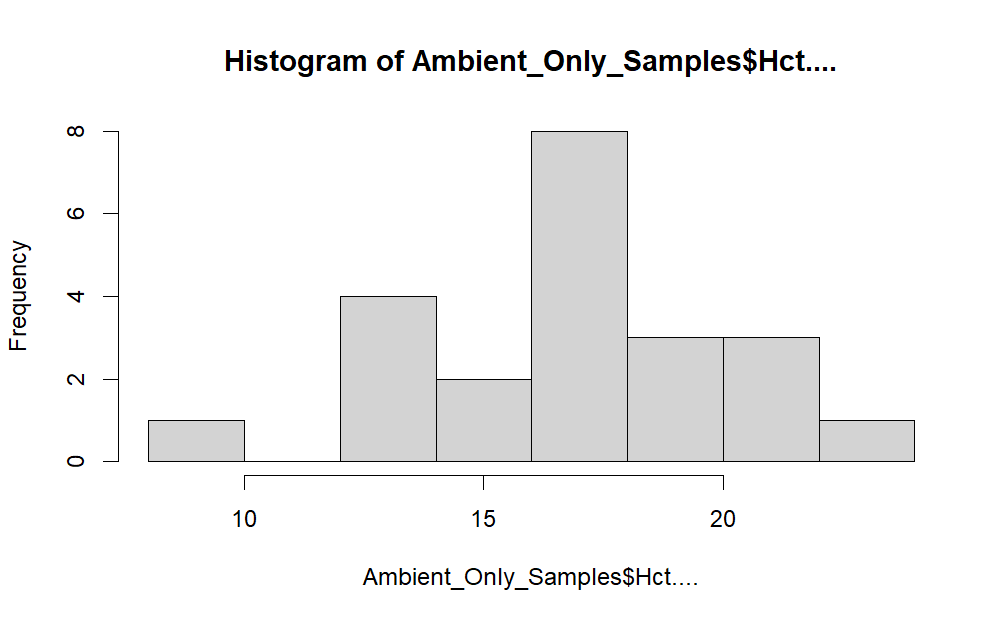 Histogram of Ambient_Only_Samples$Hct....
8
6
4
2
0
Frequency
10 15 20
Ambient_Only_Samples$Hct....